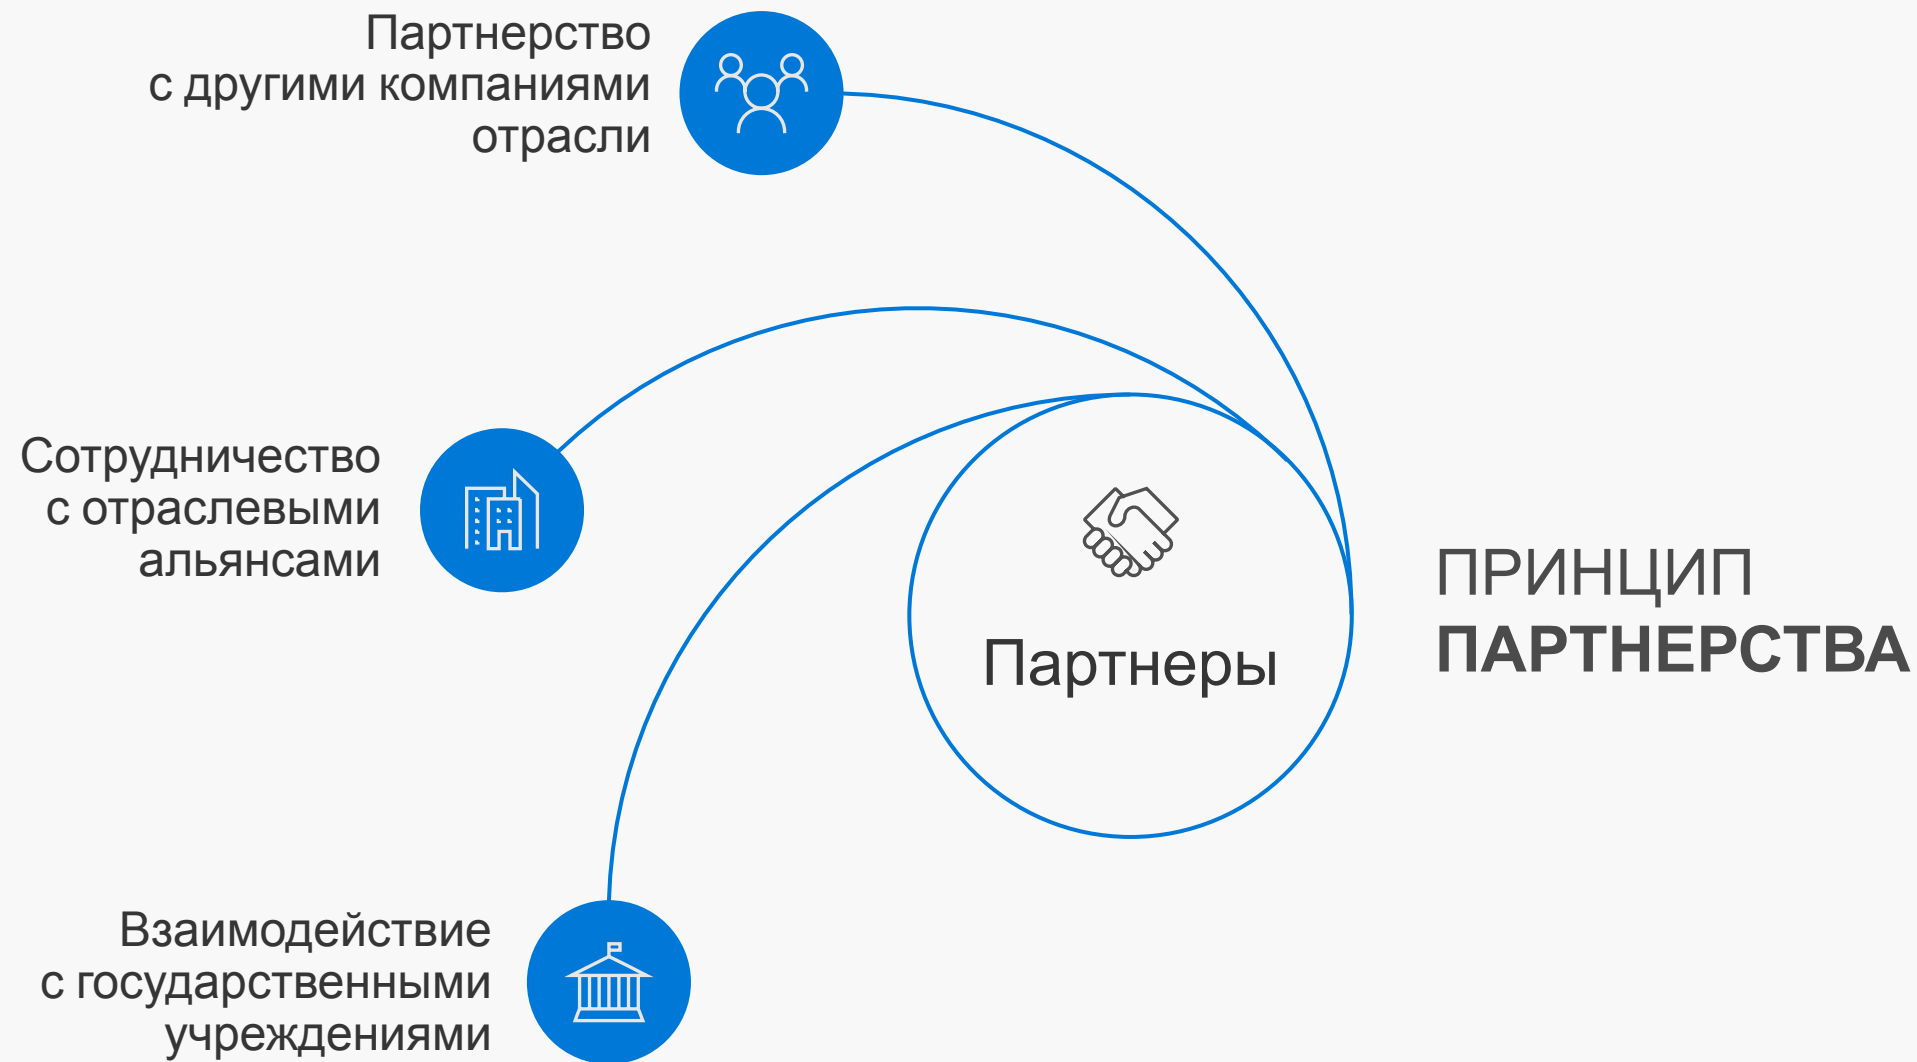 Партнерство
с другими компаниями
отрасли
Сотрудничество
с отраслевыми
альянсами
Взаимодействие
с государственными
учреждениями
Партнеры
ПРИНЦИП
ПАРТНЕРСТВА